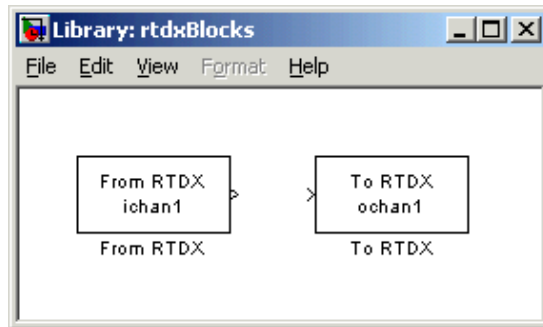 Library: rtdxBlocks
File Edit View Format Help
From RTDX
ichan1
From RTDX
To RTDX
ochan1
To RTDX